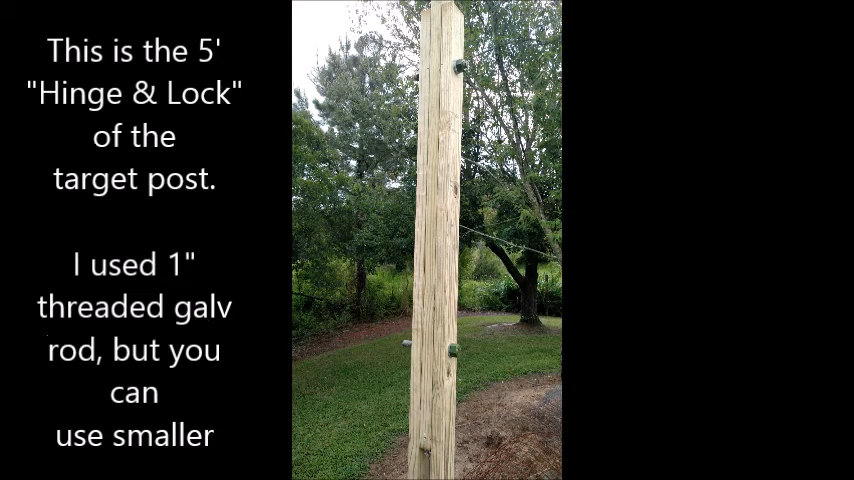 This is the 5'
"Hinge & Lock"
of the
target post.
I used 1"
threaded galv
rod, but you
can
use smaller